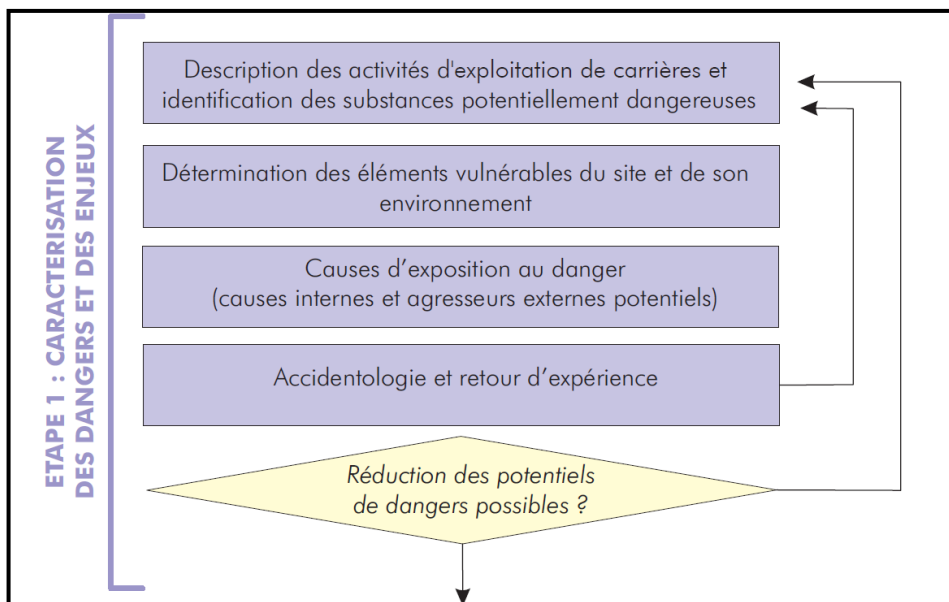 ETAPE 1 : CARACTERISATION
DES DANGERS ET DES ENJEUX
Description des activités d'exploitation de carrières et
identification des substances potentiellement dangereuses
Détermination des éléments vulnérables du site et de son
environnement
Causes d’exposition au danger
(causes internes et agresseurs externes potentiels)
Accidentologie et retour d’expérience
Réduction des potentiels
de dangers possibles ?